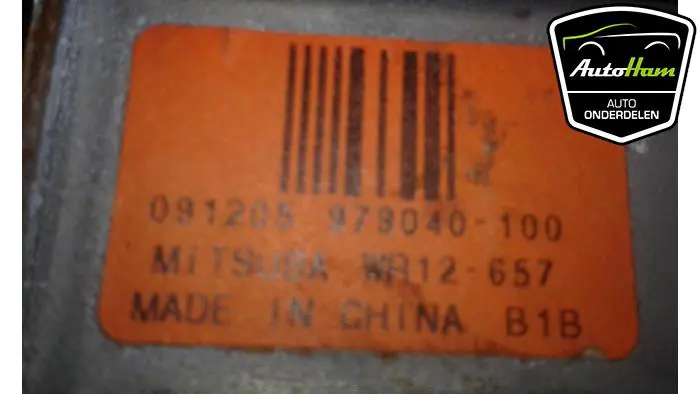 AutoHam
AUTO
ONDERDELEN
091205 979040-100
MITSUBA WR12-657
MADE IN CHINA B1B